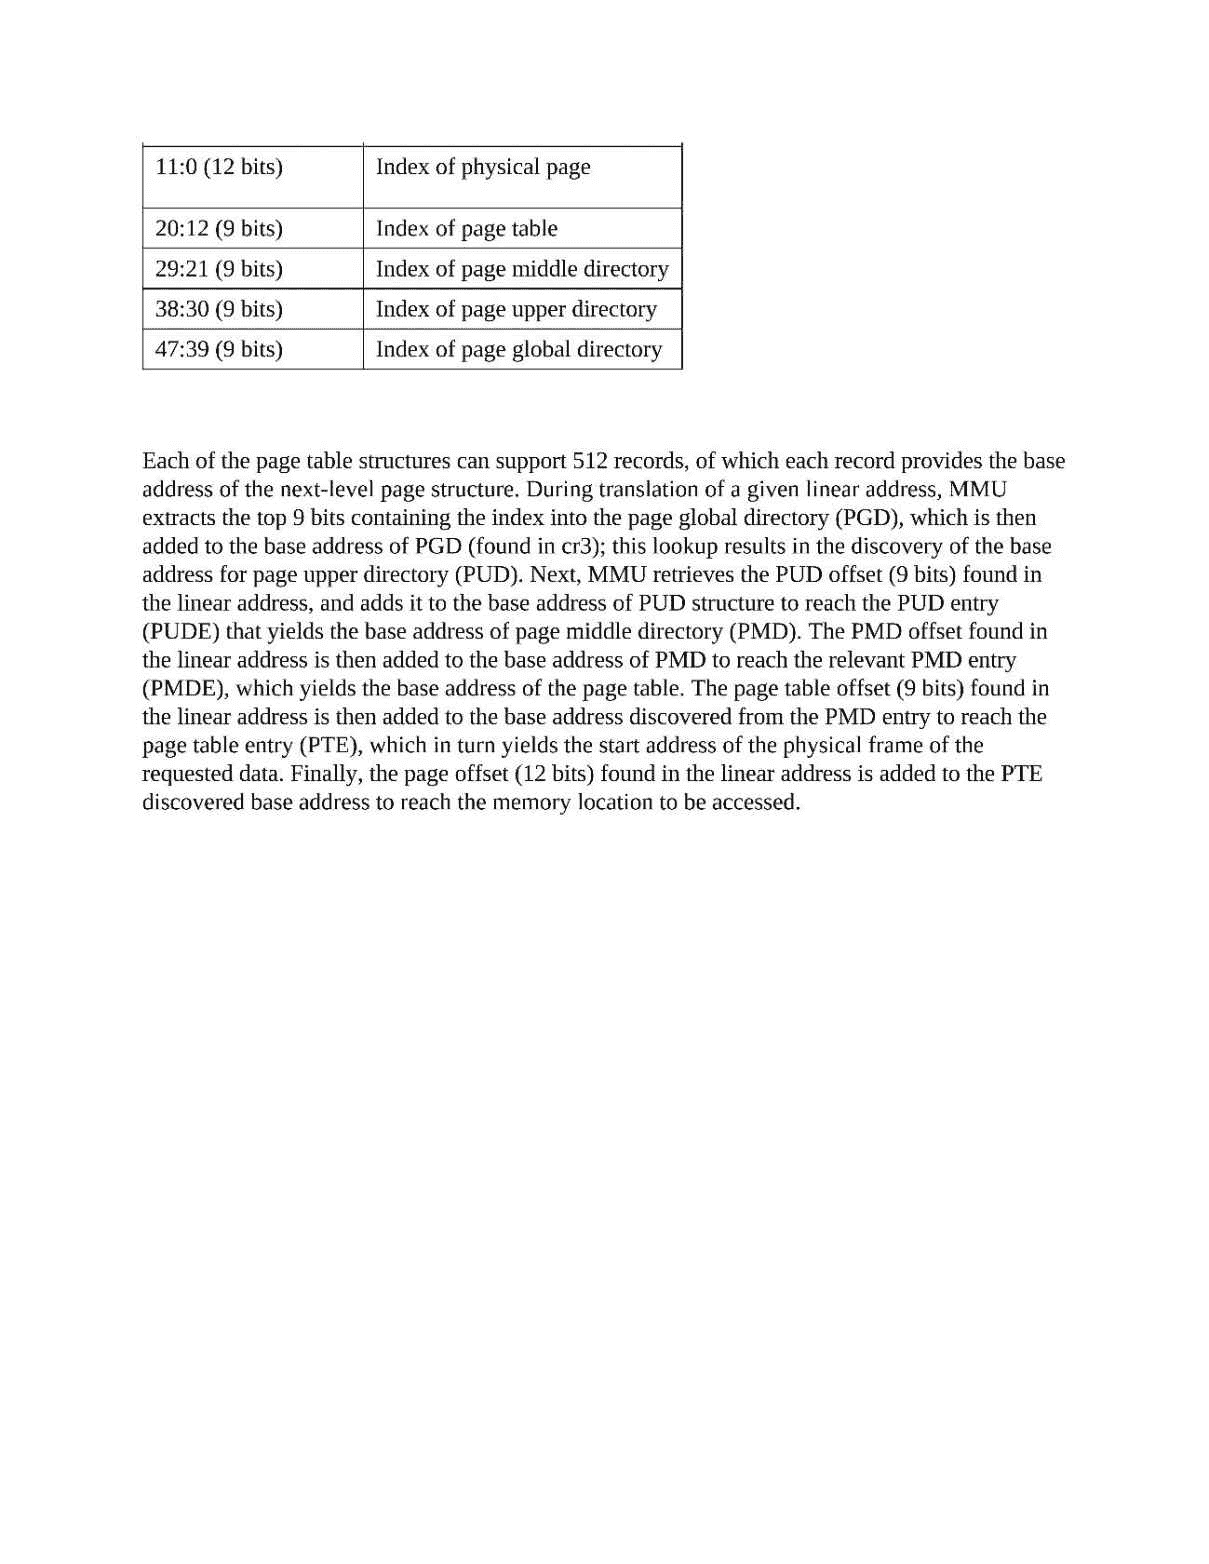 11:0 (12 bits) Index of physical page
20:12 (9 bits) Index of page table
29:21 (9 bits) Index of page middle directory
38:30 (9 bits) Index of page upper directory
47:39 (9 bits) Index of page global directory
Each of the page table structures can support 512 records, of which each record provides the base
address of the next-level page structure. During translation of a given linear address, MMU
extracts the top 9 bits containing the index into the page global directory (PGD), which is then
added to the base address of PGD (found in cr3); this lookup results in the discovery of the base
address for page upper directory (PUD). Next, MMU retrieves the PUD offset (9 bits) found in
the linear address, and adds it to the base address of PUD structure to reach the PUD entry
(PUDE) that yields the base address of page middle directory (PMD). The PMD offset found in
the linear address is then added to the base address of PMD to reach the relevant PMD entry
(PMDE), which yields the base address of the page table. The page table offset (9 bits) found in
the linear address is then added to the base address discovered from the PMD entry to reach the
page table entry (PTE), which in turn yields the start address of the physical frame of the
requested data. Finally, the page offset (12 bits) found in the linear address is added to the PTE
discovered base address to reach the memory location to be accessed.